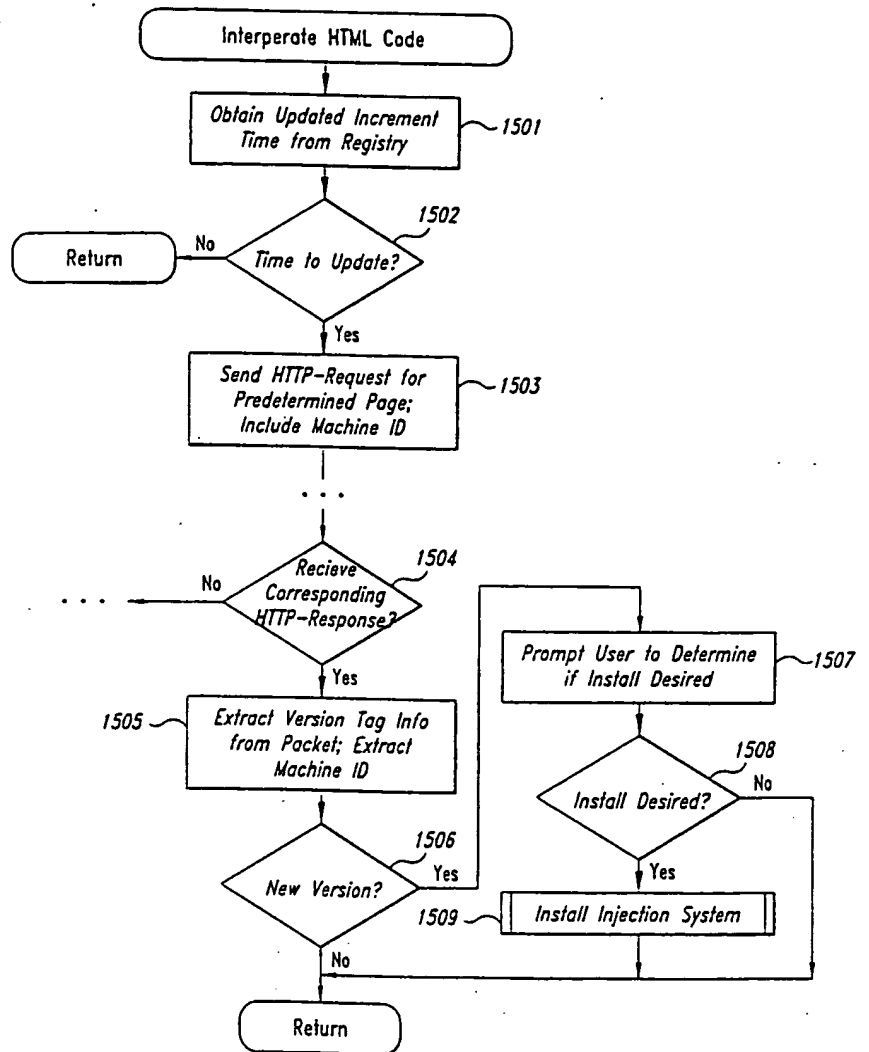 Interperate HTML Code
Obtain Updated Increment
Time from Registry
1501
1502
Time to Update?
No
Return
Yes
Send HTTP-Request for
Predetermined Page;
Include Machine ID
1503
. . .
1504
Recieve
Corresponding
HTTP-Response?
No
. . .
Yes
1505
Extract Version Tag Info
from Packet; Extract
Machine ID
1506
New Version?
Yes
No
Return
Prompt User to Determine
if Install Desired
1507
1508
Install Desired?
No
Yes
1509
Install Injection System